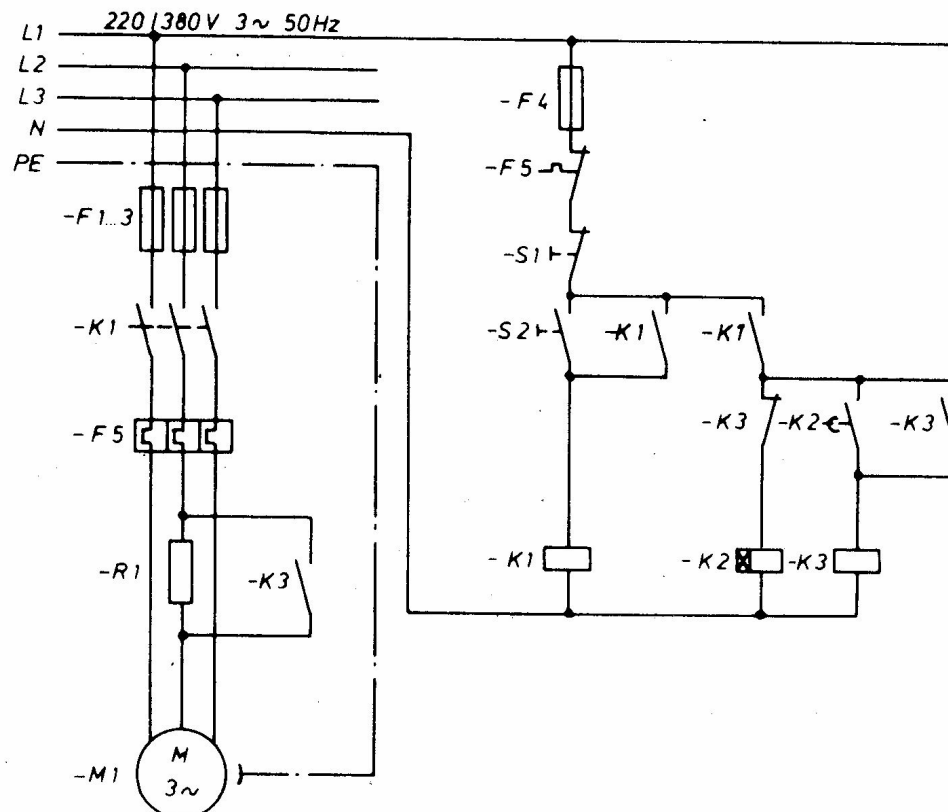 220/380V 3~ 50Hz
L1
L2
L3
N
PE
-F1...3
-K1
-F5
-R1
-K3
-M1
M
3~
-F4
-F5
-S1
-S2
-K1
-K1
-K3
-K2
-K3
-K1
-K2
-K3